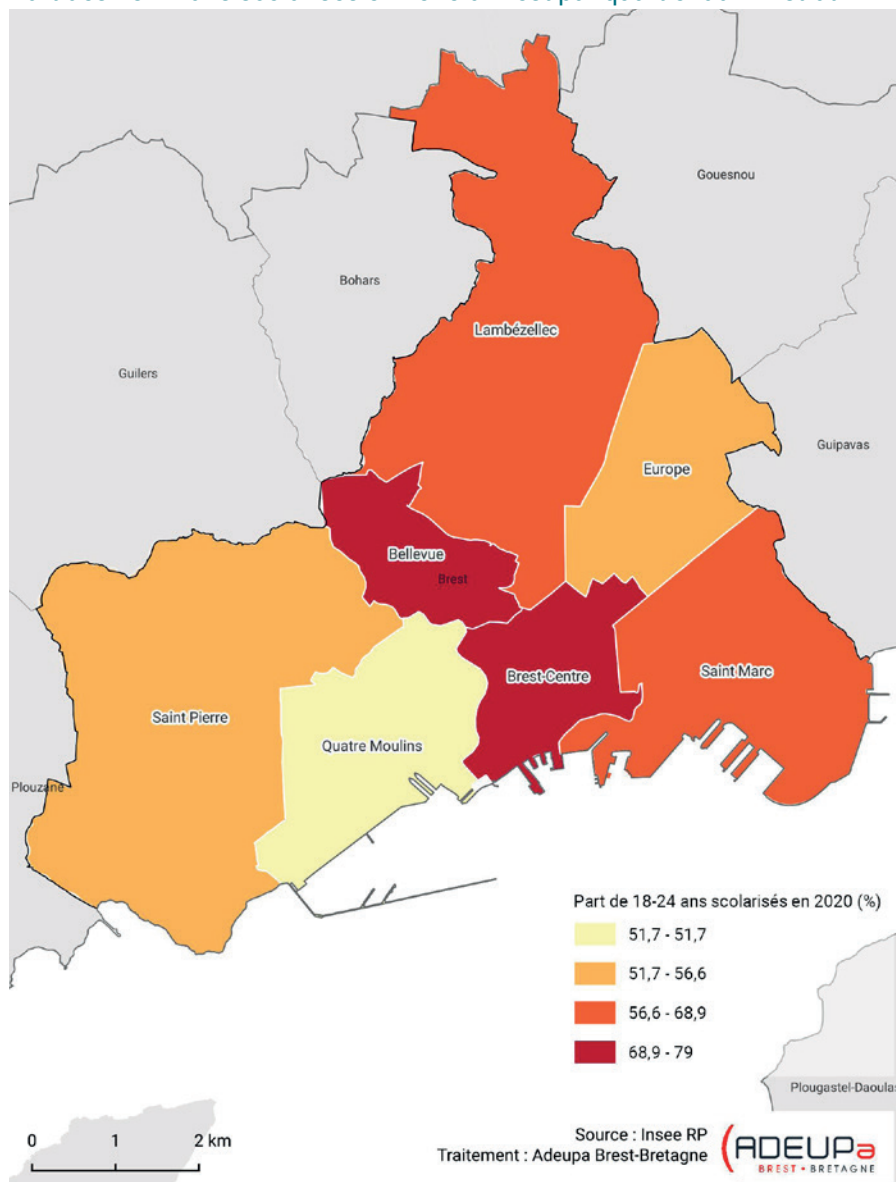 Gouesnou
Bohars
Lambézellec
Guilers
Guipavas
Europe
Bellevue
Brest
Brest-Centre
Saint Marc
Saint Pierre
Quatre Moulins
Plouzané
Part de 18-24 ans scolarisés en 2020 (%)
51,7 - 51,7
51,7 - 56,6
56,6 - 68,9
68,9 - 79
Plougastel-Daoulas
0 1 2 km
Source : Insee RP
Traitement : Adeupa Brest-Bretagne
ADEUPa
BREST • BRETAGNE